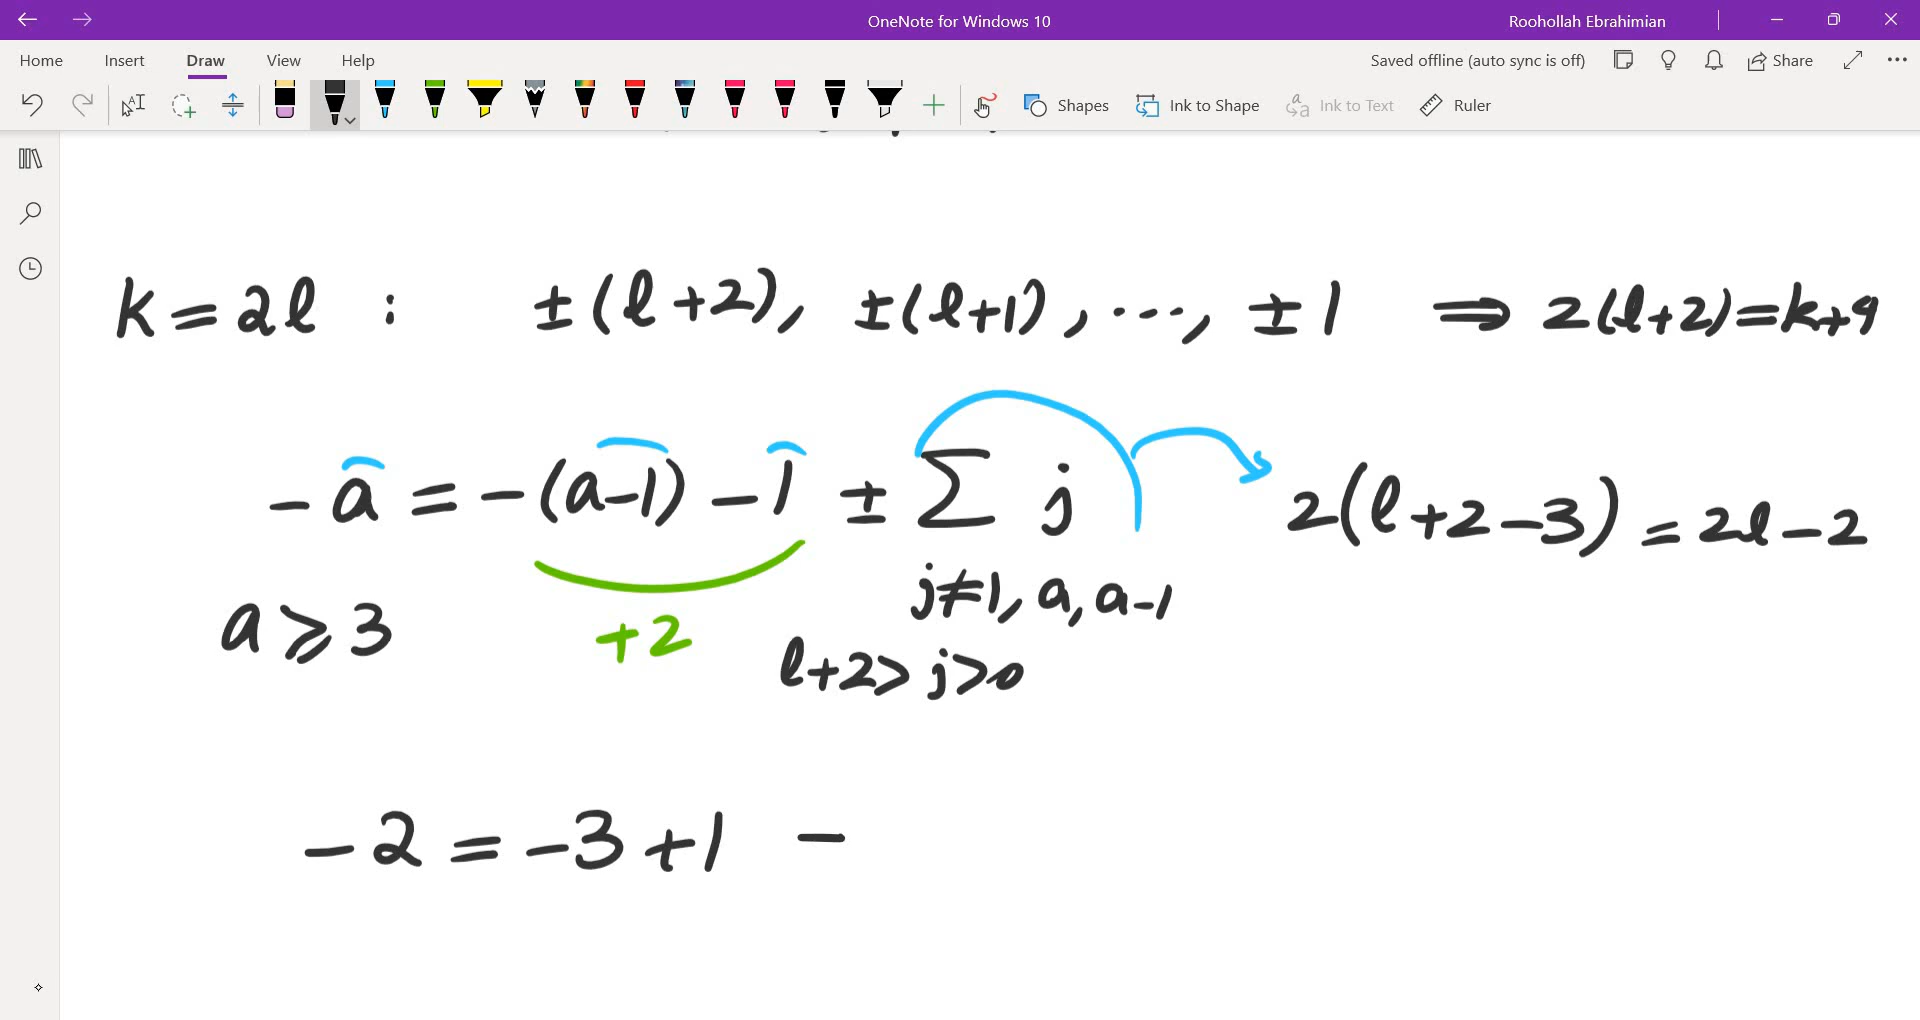 OneNote for Windows 10
Roohollah Ebrahimian
Home Insert Draw View Help
Saved offline (auto sync is off) Share
Shapes Ink to Shape Ink to Text Ruler
k = 2l : ± (l + 2), ± (l + 1), ..., ± 1 ⟹ 2(l+2) = k+4
- a = - (a - 1) - 1 ± Σ j 2(l + 2 - 3) = 2l - 2
j ≠ 1, a, a - 1
a ⩾ 3 +2
l + 2 > j > 0
- 2 = - 3 + 1 -